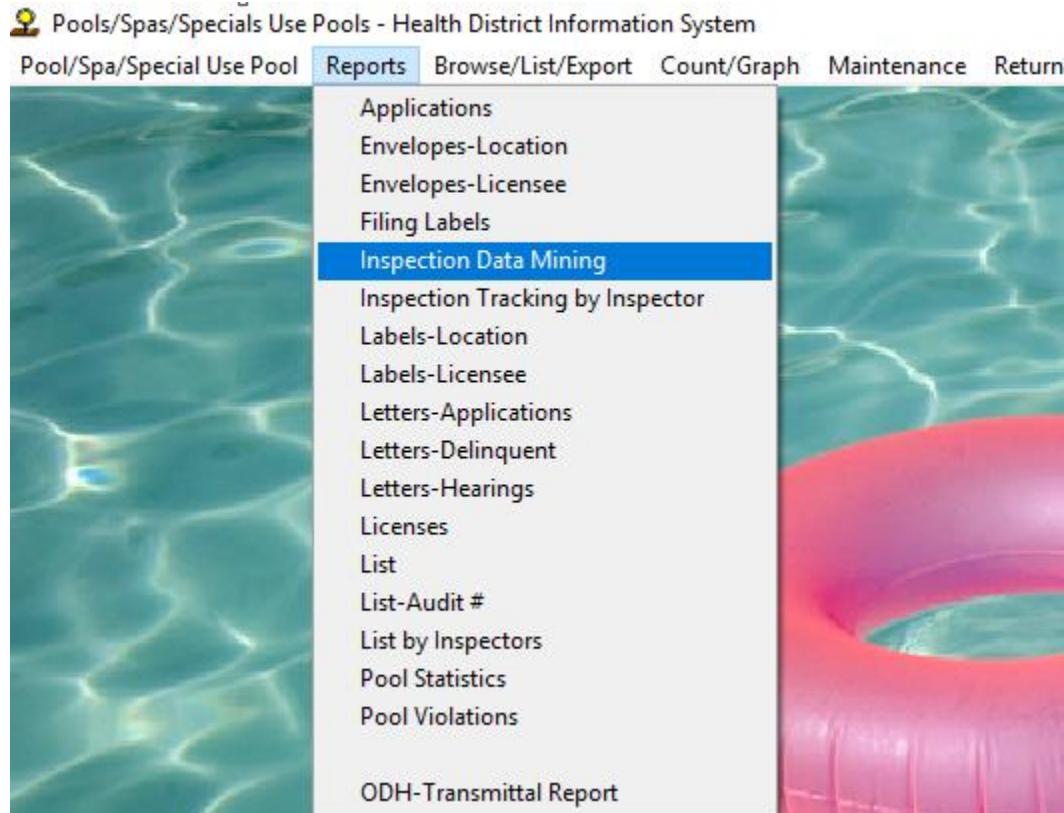 Pools/Spas/Specials Use Pools - Health District Information System
Pool/Spa/Special Use Pool Reports Browse/List/Export Count/Graph Maintenance Return
Applications
Envelopes-Location
Envelopes-Licensee
Filing Labels
Inspection Data Mining
Inspection Tracking by Inspector
Labels-Location
Labels-Licensee
Letters-Applications
Letters-Delinquent
Letters-Hearings
Licenses
List
List-Audit #
List by Inspectors
Pool Statistics
Pool Violations
ODH-Transmittal Report